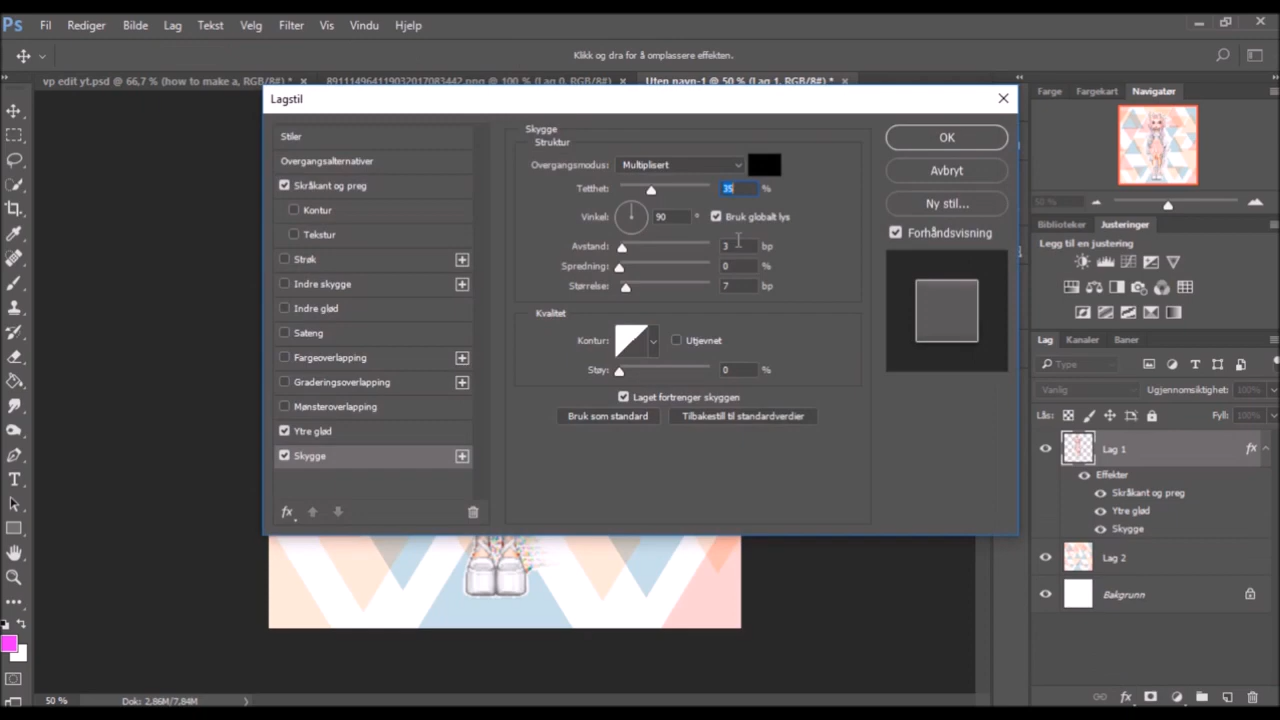 Ps Fil Rediger Bilde Lag Tekst Velg Filter Vis Vindu Hjelp
Klikk og dra for å omplassere effekten.
vp edit yt.psd @ 66,7 % (how to make a, RGB/8#) * × 8911149641190320170834​42.png @ 100 % (Lag 0, RGB/8#) × Uten navn-1 @ 50 % (Lag 1, RGB/8#) * ×
Lagstil
Stiler
Overgangsalternativer
Skråkant og preg
Kontur
Tekstur
Strøk
Indre skygge
Indre glød
Sateng
Fargeoverlapping
Graderingsoverlapping
Mønsteroverlapping
Ytre glød
Skygge
fx
Skygge
Struktur
Overgangsmodus: Multiplisert
Tetthet: 35 %
Vinkel: 90 ° Bruk globalt lys
Avstand: 3 bp
Spredning: 0 %
Størrelse: 7 bp
Kvalitet
Kontur: Utjevnet
Støy: 0 %
Laget fortrenger skyggen
Bruk som standard Tilbakestill til standardverdier
OK
Avbryt
Ny stil...
Forhåndsvisning
Farge Fargekart Navigatør
50 %
Biblioteker Justeringer
Legg til en justering
Lag Kanaler Baner
Type
Vanlig Ugjennomsiktighet: 100%
Lås: Fyll: 100%
Lag 1 fx
Effekter
Skråkant og preg
Ytre glød
Skygge
Lag 2
Bakgrunn
50 % Dok: 2,86M/7,84M
fx